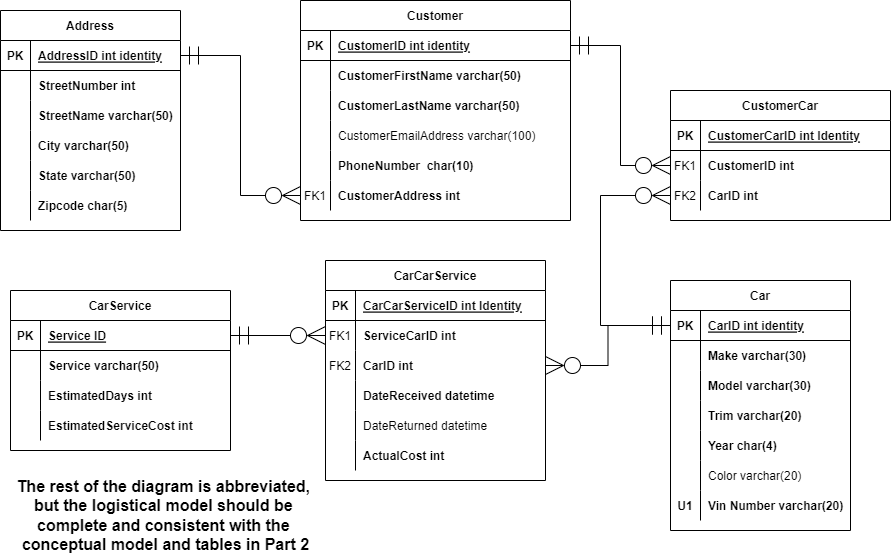 Address
PK AddressID int identity
StreetNumber int
StreetName varchar(50)
City varchar(50)
State varchar(50)
Zipcode char(5)
Customer
PK CustomerID int identity
CustomerFirstName varchar(50)
CustomerLastName varchar(50)
CustomerEmailAddress varchar(100)
PhoneNumber char(10)
FK1 CustomerAddress int
CustomerCar
PK CustomerCarID int Identity
FK1 CustomerID int
FK2 CarID int
CarService
PK Service ID
Service varchar(50)
EstimatedDays int
EstimatedServiceCost int
CarCarService
PK CarCarServiceID int Identity
FK1 ServiceCarID int
FK2 CarID int
DateReceived datetime
DateReturned datetime
ActualCost int
Car
PK CarID int identity
Make varchar(30)
Model varchar(30)
Trim varchar(20)
Year char(4)
Color varchar(20)
U1 Vin Number varchar(20)
The rest of the diagram is abbreviated,
but the logistical model should be
complete and consistent with the
conceptual model and tables in Part 2